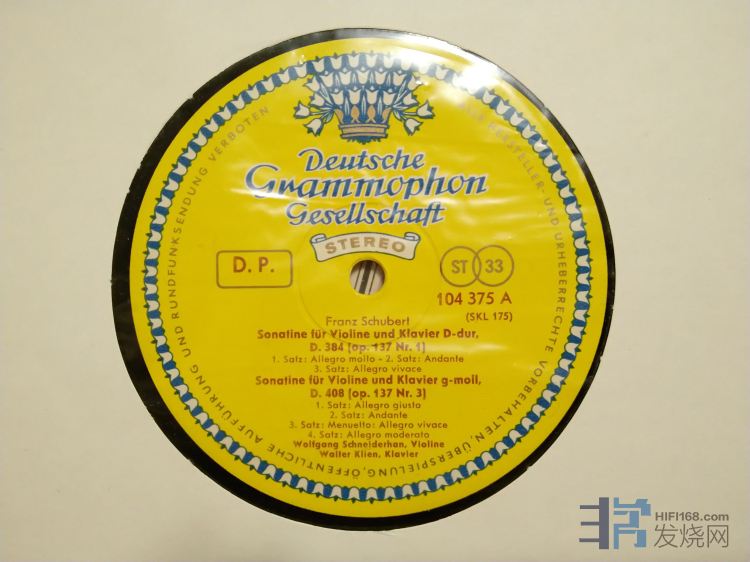 Deutsche
Grammophon
Gesellschaft
STEREO
D. P.
ST 33
104 375 A
(SKL 175)
Franz Schubert
Sonatine für Violine und Klavier D-dur,
D. 384 (op. 137 Nr. 1)
1. Satz: Allegro molto - 2. Satz: Andante
3. Satz: Allegro vivace
Sonatine für Violine und Klavier g-moll,
D. 408 (op. 137 Nr. 3)
1. Satz: Allegro giusto
2. Satz: Andante
3. Satz: Menuetto: Allegro vivace
4. Satz: Allegro moderato
Wolfgang Schneiderhan, Violine
Walter Klien, Klavier
HERSTELLER- UND URHEBERRECHTE VORBEHALTEN, ÜBERSPIELUNG, ÖFFENTLICHE AUFFÜHRUNG UND RUNDFUNKSENDUNG VERBOTEN
HIFI168.com
发烧网